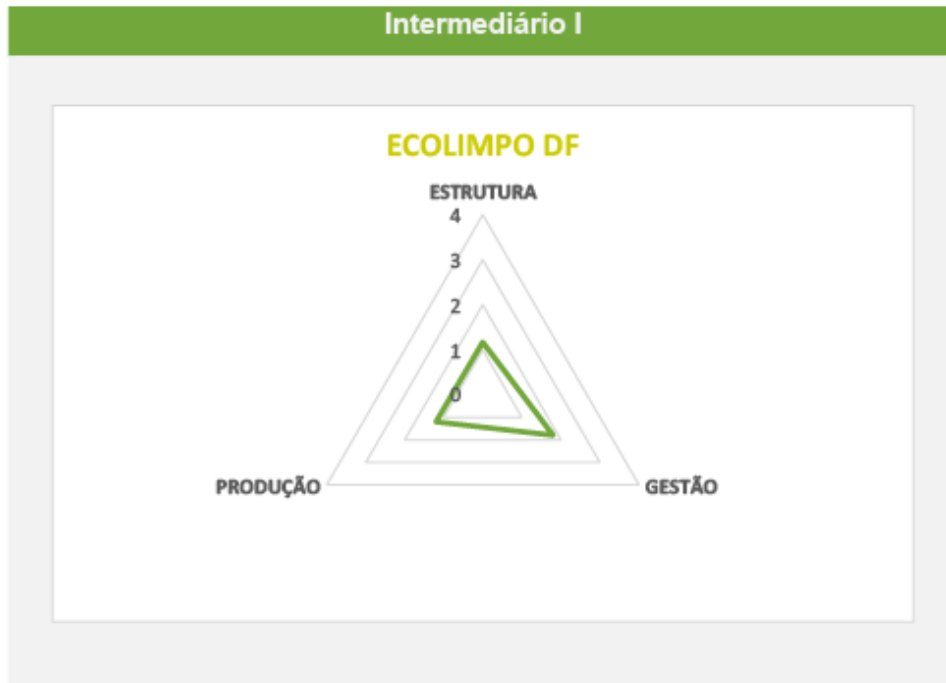 Intermediário I
ECOLIMPO DF
ESTRUTURA
4
3
2
1
0
PRODUÇÃO
GESTÃO